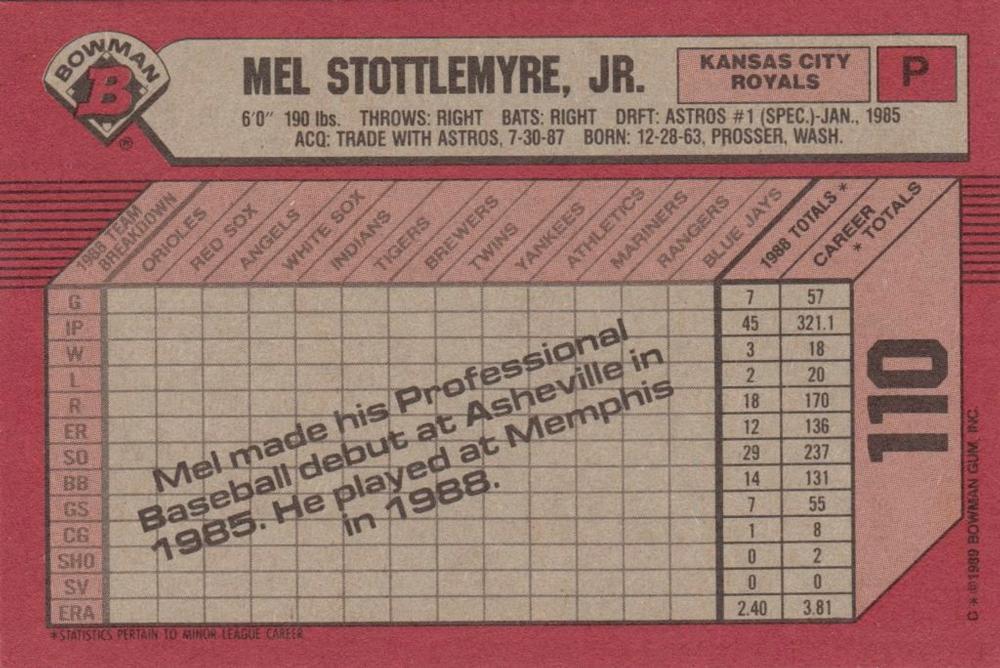 BOWMAN
B
®
MEL STOTTLEMYRE, JR.
KANSAS CITY
ROYALS
P
6'0" 190 lbs. THROWS: RIGHT BATS: RIGHT DRFT: ASTROS #1 (SPEC.)-JAN., 1985
ACQ: TRADE WITH ASTROS, 7-30-87 BORN: 12-28-63, PROSSER, WASH.
1988 TEAM
BREAKDOWN
ORIOLES
RED SOX
ANGELS
WHITE SOX
INDIANS
TIGERS
BREWERS
TWINS
YANKEES
ATHLETICS
MARINERS
RANGERS
BLUE JAYS
1988 TOTALS *
CAREER
* TOTALS
G 7 57
IP 45 321.1
W 3 18
L 2 20
R 18 170
ER 12 136
SO 29 237
BB 14 131
GS 7 55
CG 1 8
SHO 0 2
SV 0 0
ERA 2.40 3.81
Mel made his Professional
Baseball debut at Asheville in
1985. He played at Memphis
in 1988.
110
*STATISTICS PERTAIN TO MINOR LEAGUE CAREER
C * ©1989 BOWMAN GUM, INC.